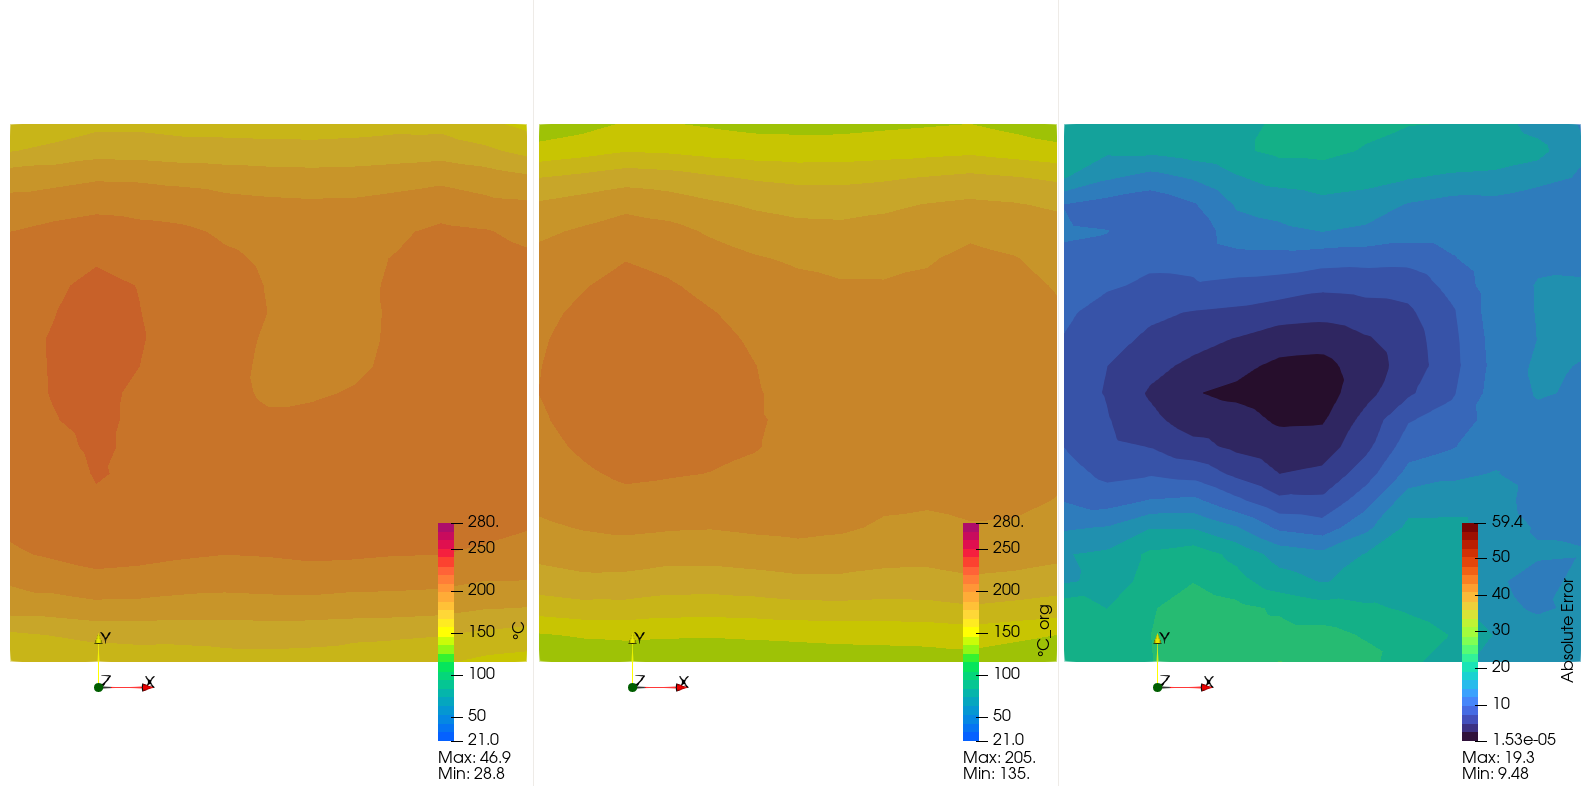 280.
250
200
150
100
50
21.0
°C
Max: 46.9
Min: 28.8
Y
Z
X
280.
250
200
150
100
50
21.0
°C_org
Max: 205.
Min: 135.
Y
Z
X
59.4
50
40
30
20
10
1.53e-05
Absolute Error
Max: 19.3
Min: 9.48
Y
Z
X